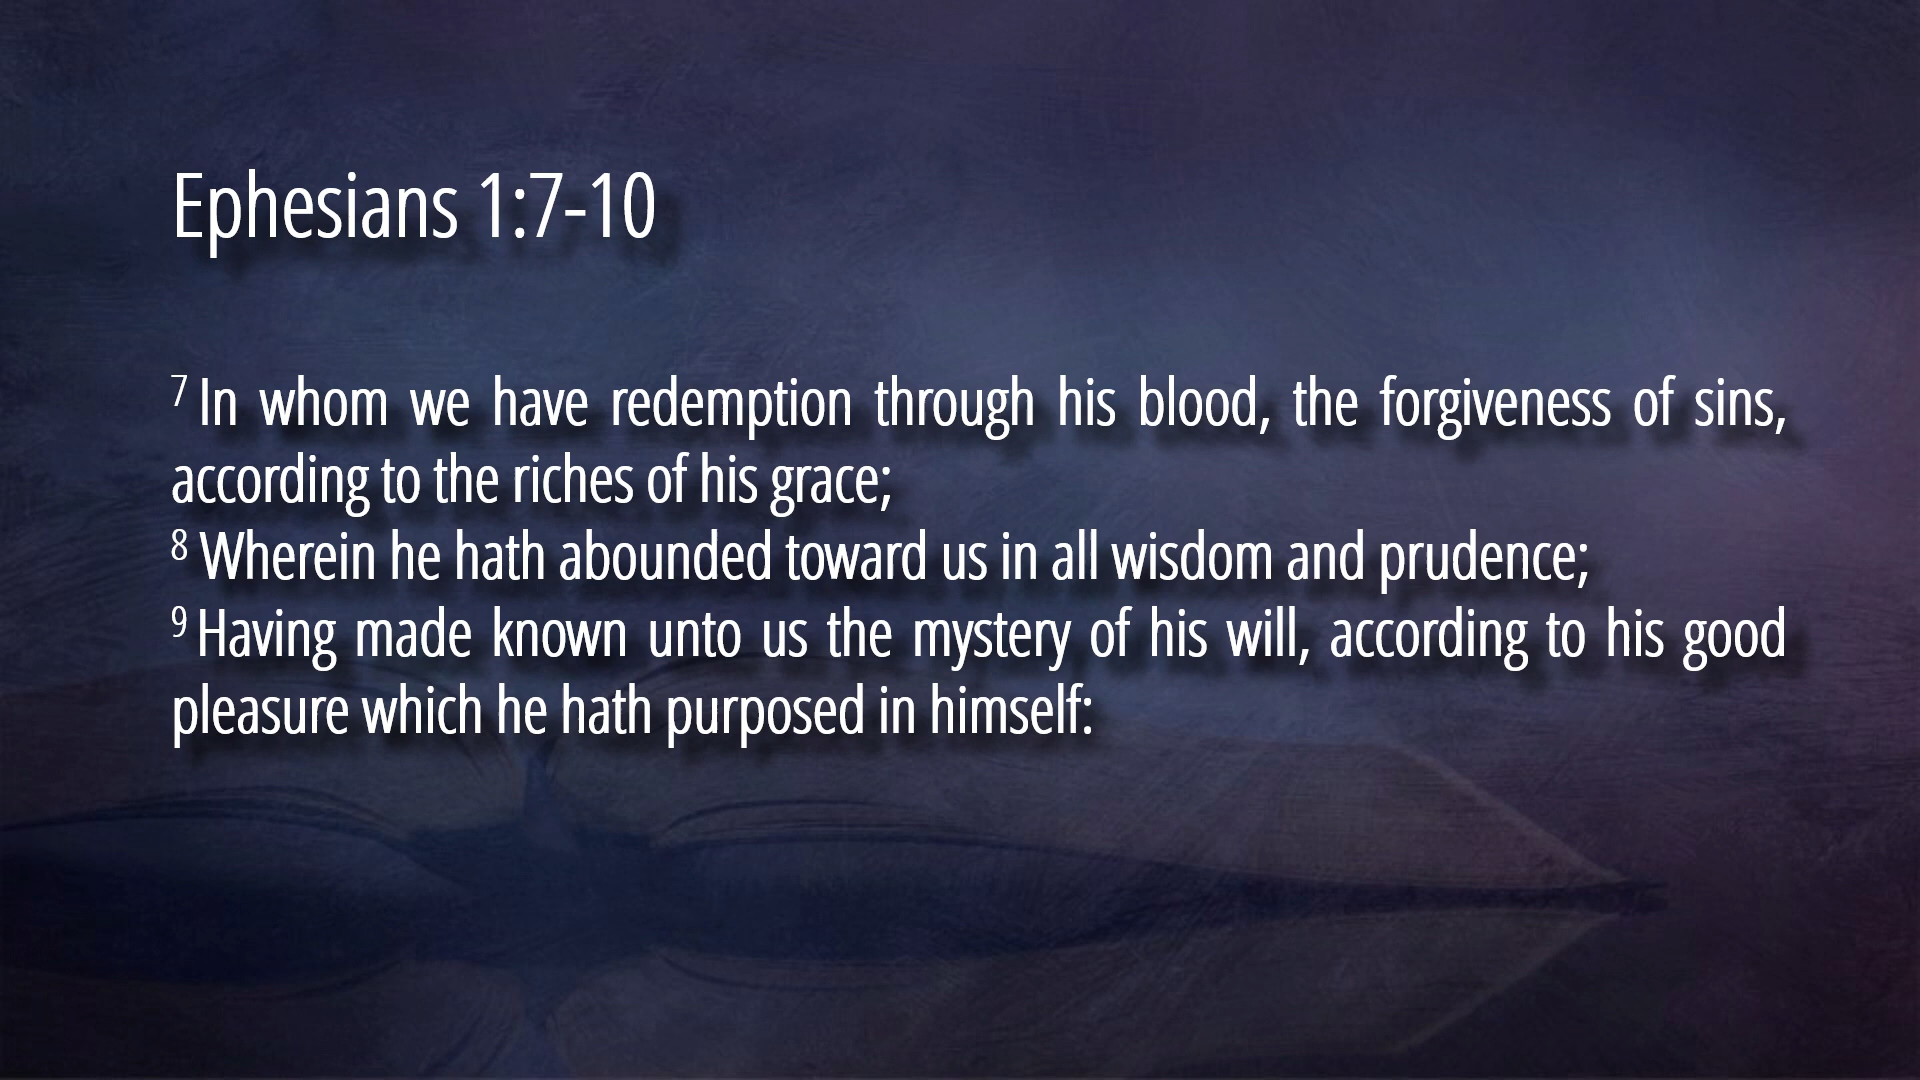 Ephesians 1:7-10
7 In whom we have redemption through his blood, the forgiveness of sins,
according to the riches of his grace;
8 Wherein he hath abounded toward us in all wisdom and prudence;
9 Having made known unto us the mystery of his will, according to his good
pleasure which he hath purposed in himself: